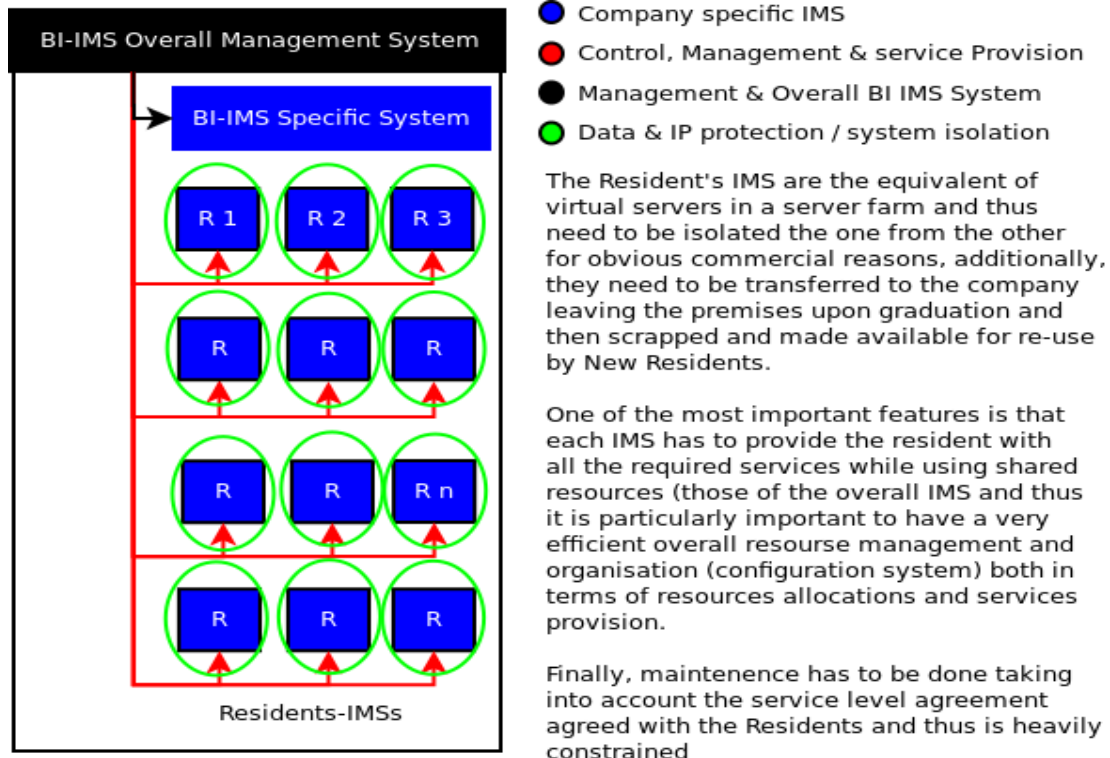 BI-IMS Overall Management System
BI-IMS Specific System
R 1
R 2
R 3
R
R
R
R
R
R n
R
R
R
Residents-IMSs
Company specific IMS
Control, Management & service Provision
Management & Overall BI IMS System
Data & IP protection / system isolation
The Resident's IMS are the equivalent of
virtual servers in a server farm and thus
need to be isolated the one from the other
for obvious commercial reasons, additionally,
they need to be transferred to the company
leaving the premises upon graduation and
then scrapped and made available for re-use
by New Residents.
One of the most important features is that
each IMS has to provide the resident with
all the required services while using shared
resources (those of the overall IMS and thus
it is particularly important to have a very
efficient overall resourse management and
organisation (configuration system) both in
terms of resources allocations and services
provision.
Finally, maintenence has to be done taking
into account the service level agreement
agreed with the Residents and thus is heavily
constrained